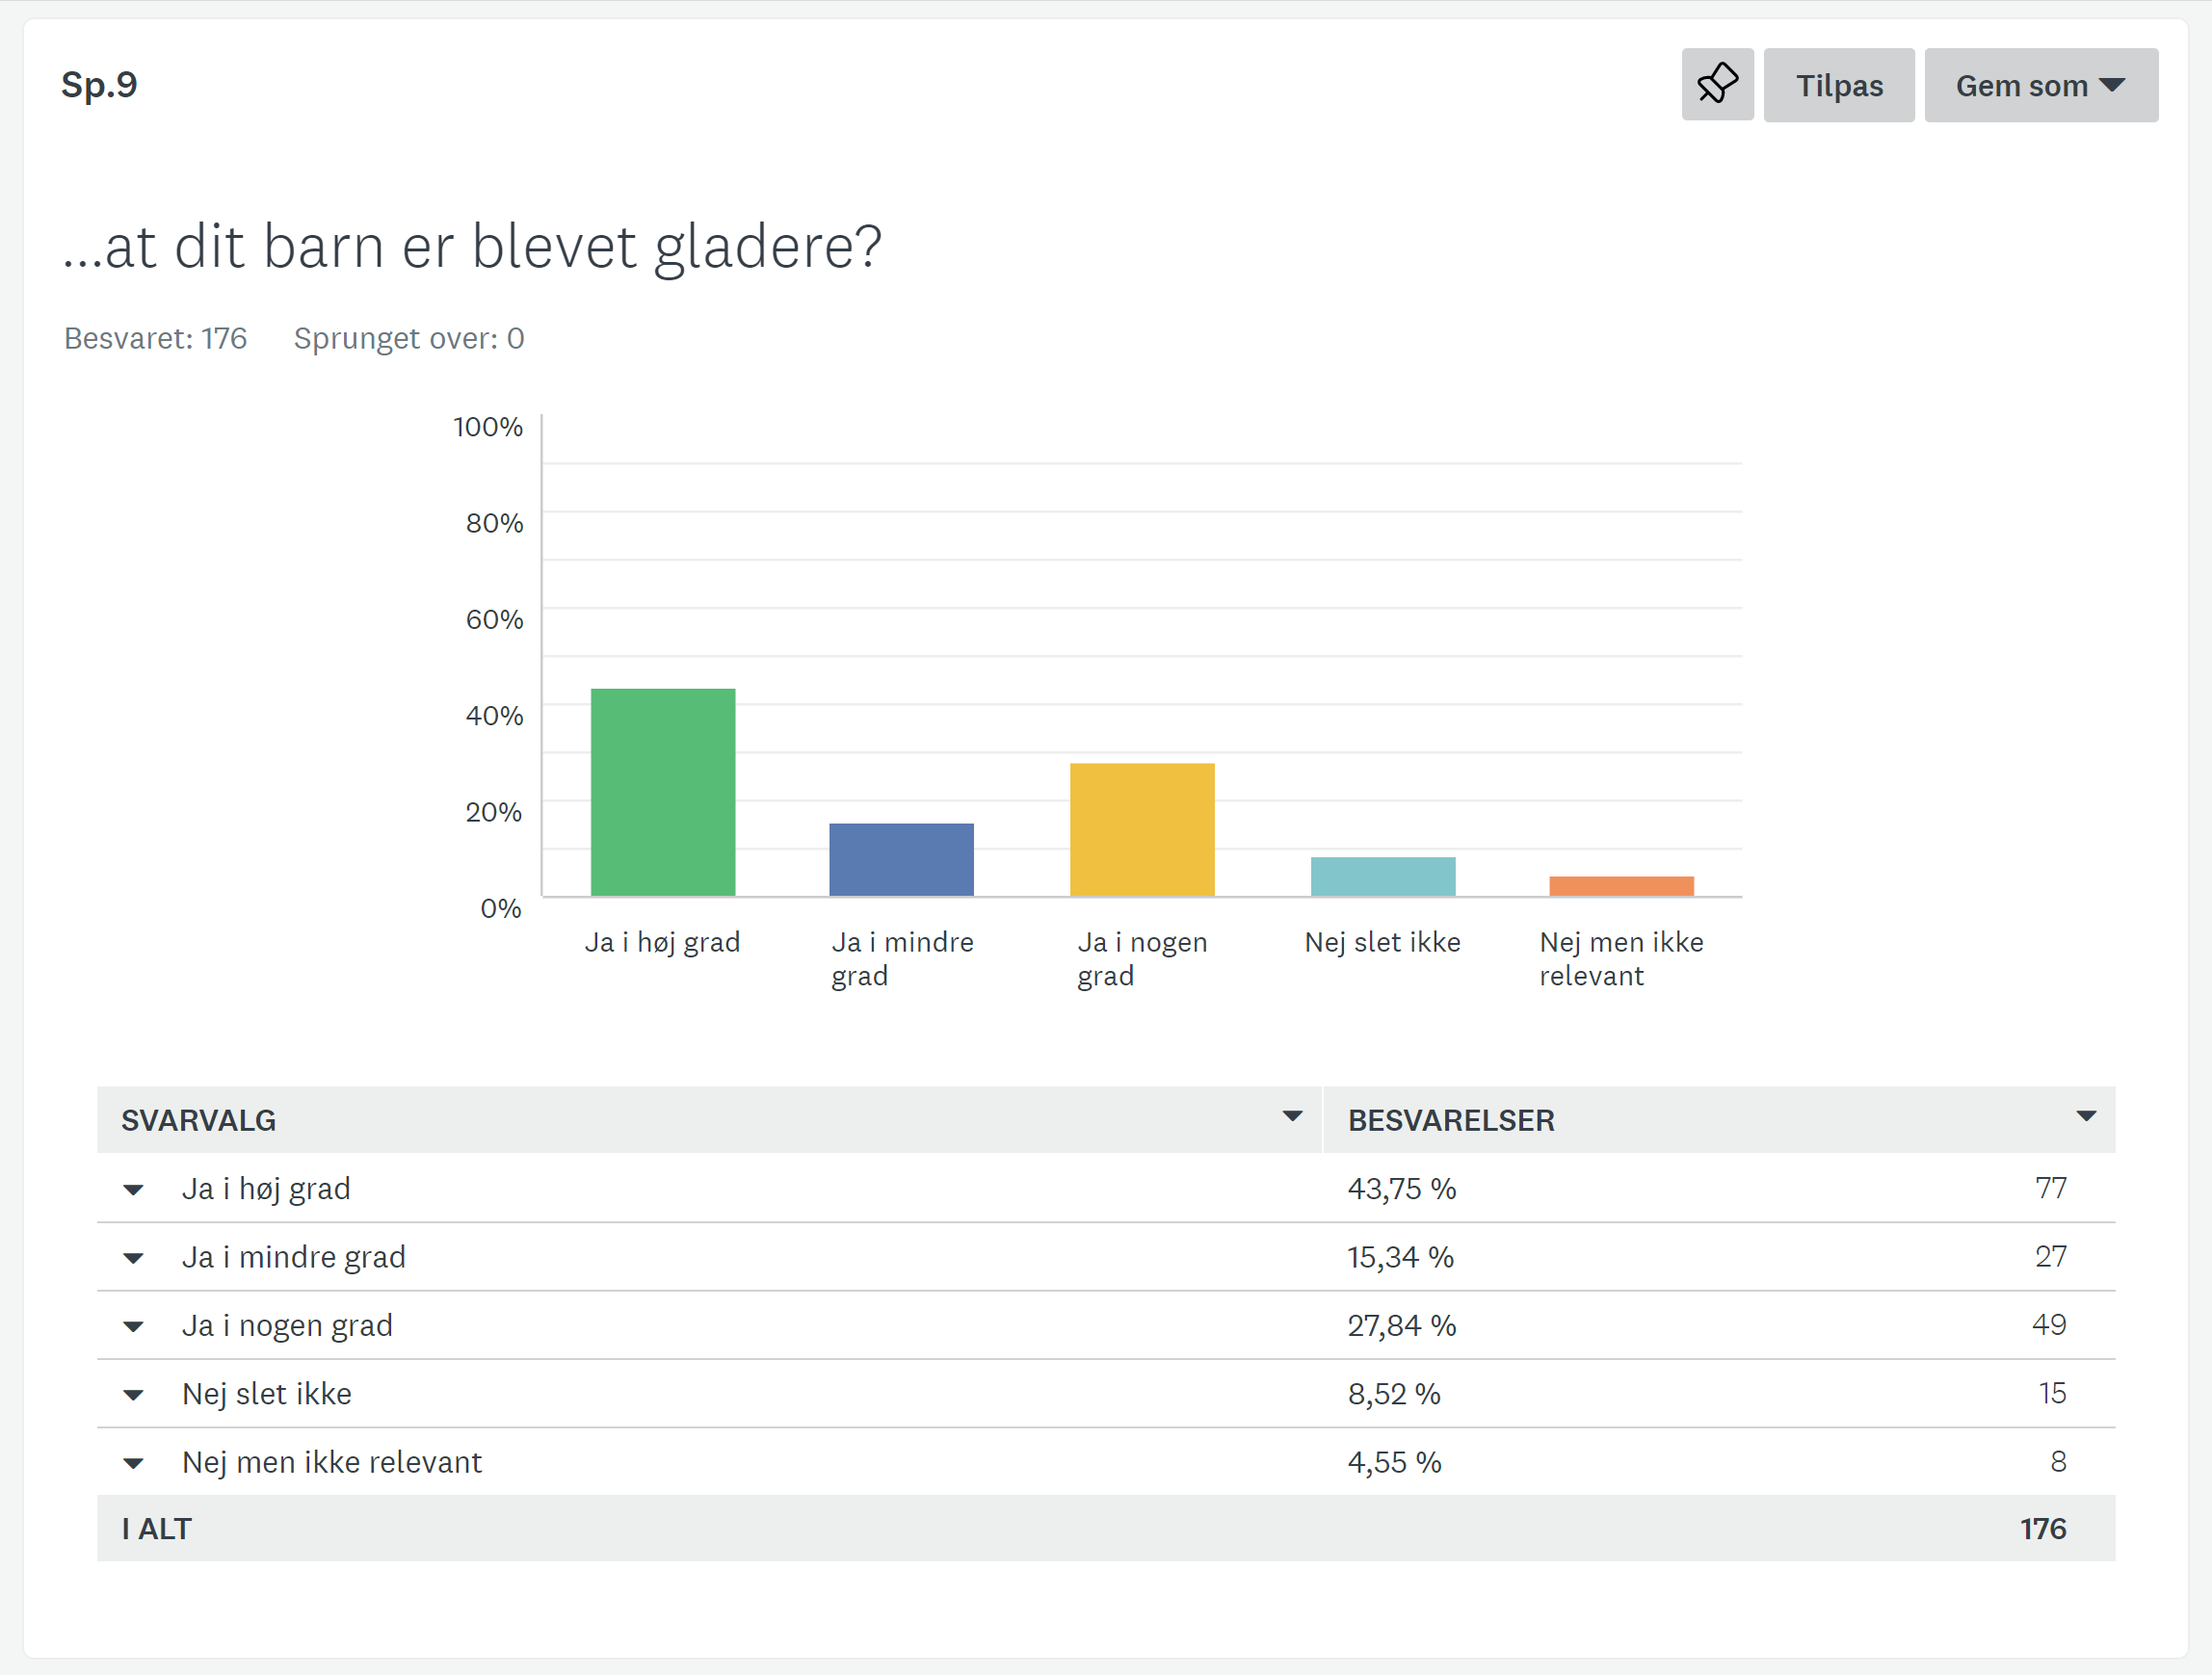 Sp.9
Tilpas
Gem som
...at dit barn er blevet gladere?
Besvaret: 176 Sprunget over: 0
100%
80%
60%
40%
20%
0%
Ja i høj grad
Ja i mindre
grad
Ja i nogen
grad
Nej slet ikke
Nej men ikke
relevant
SVARVALG BESVARELSER
Ja i høj grad 43,75 % 77
Ja i mindre grad 15,34 % 27
Ja i nogen grad 27,84 % 49
Nej slet ikke 8,52 % 15
Nej men ikke relevant 4,55 % 8
I ALT 176